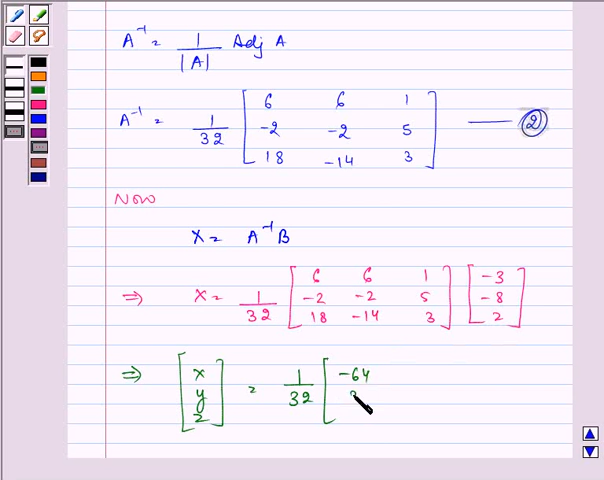 A⁻¹ = 1/|A| Adj A
A⁻¹ = 1/32 [ 6 6 1
-2 -2 5
18 -14 3 ] —— ②
Now
X = A⁻¹B
⇒ X = 1/32 [ 6 6 1 ] [ -3 ]
-2 -2 5 -8
18 -14 3 2
⇒ [ x ] = 1/32 [ -64
y
z